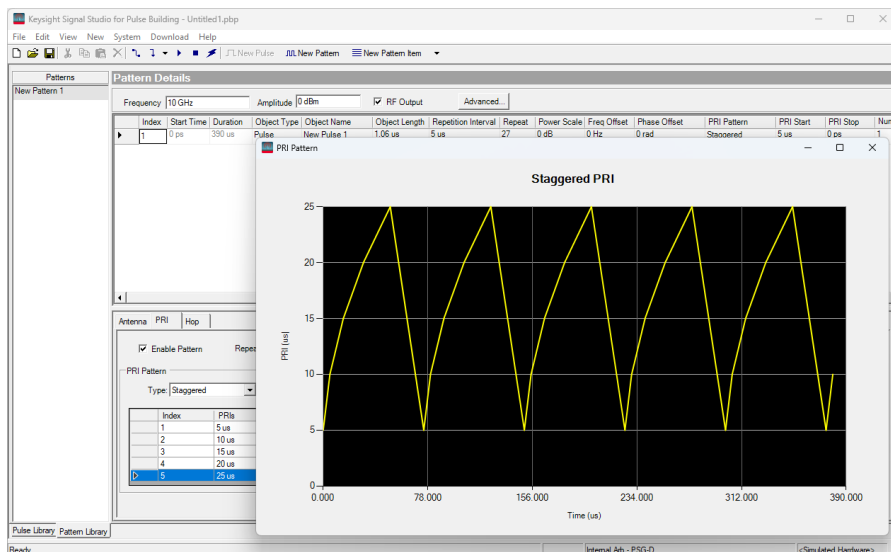 Keysight Signal Studio for Pulse Building - Untitled1.pbp
File Edit View New System Download Help
New Pulse New Pattern New Pattern Item
Patterns
New Pattern 1
Pattern Details
Frequency 10 GHz Amplitude 0 dBm RF Output Advanced...
Index Start Time Duration Object Type Object Name Object Length Repetition Interval Repeat Power Scale Freq Offset Phase Offset PRI Pattern PRI Start PRI Stop Num
1 0 ps 390 us Pulse New Pulse 1 1.06 us 5 us 27 0 dB 0 Hz 0 rad Staggered 5 us 0 ps 1
PRI Pattern
Staggered PRI
25
20
15
10
5
0
PRI (us)
0.000 78.000 156.000 234.000 312.000 390.000
Time (us)
Antenna PRI Hop
Enable Pattern Repea
PRI Pattern
Type: Staggered
Index PRIs
1 5 us
2 10 us
3 15 us
4 20 us
5 25 us
Pulse Library Pattern Library
Ready Internal Arb - PSG-D <Simulated Hardware>